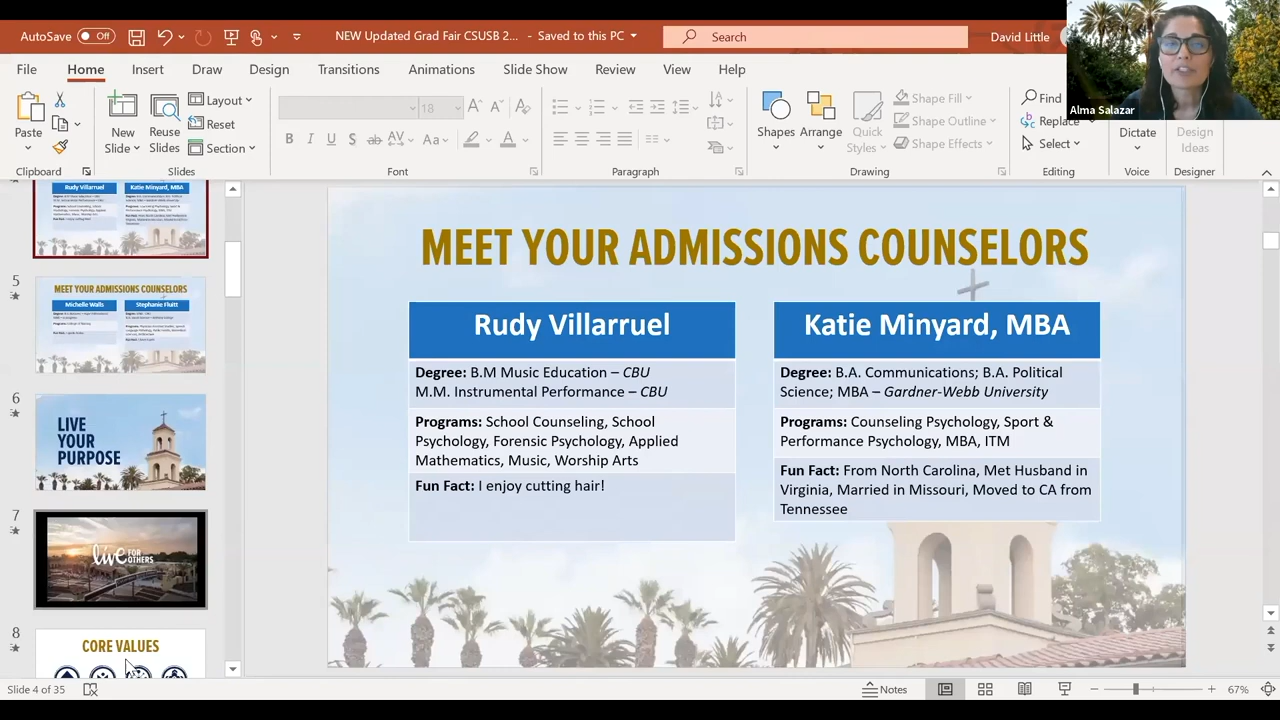 AutoSave Off
NEW Updated Grad Fair CSUSB 2... - Saved to this PC
Search
David Little
Alma Salazar
File Home Insert Draw Design Transitions Animations Slide Show Review View Help
Paste
Clipboard
New
Slide
Reuse
Slides
Layout
Reset
Section
Slides
18
B I U S ab AV Aa A
Font
Paragraph
Shapes
Arrange
Quick
Styles
Shape Fill
Shape Outline
Shape Effects
Drawing
Find
Replace
Select
Editing
Dictate
Voice
Design
Ideas
Designer
Rudy Villarruel
Katie Minyard, MBA
5
MEET YOUR ADMISSIONS COUNSELORS
Michelle Walls
Stephanie Fluitt
6
LIVE
YOUR
PURPOSE
7
live FOR
OTHERS
8
CORE VALUES
MEET YOUR ADMISSIONS COUNSELORS
Rudy Villarruel
Degree: B.M Music Education – CBU
M.M. Instrumental Performance – CBU
Programs: School Counseling, School
Psychology, Forensic Psychology, Applied
Mathematics, Music, Worship Arts
Fun Fact: I enjoy cutting hair!
Katie Minyard, MBA
Degree: B.A. Communications; B.A. Political
Science; MBA – Gardner-Webb University
Programs: Counseling Psychology, Sport &
Performance Psychology, MBA, ITM
Fun Fact: From North Carolina, Met Husband in
Virginia, Married in Missouri, Moved to CA from
Tennessee
Slide 4 of 35
Notes
67%